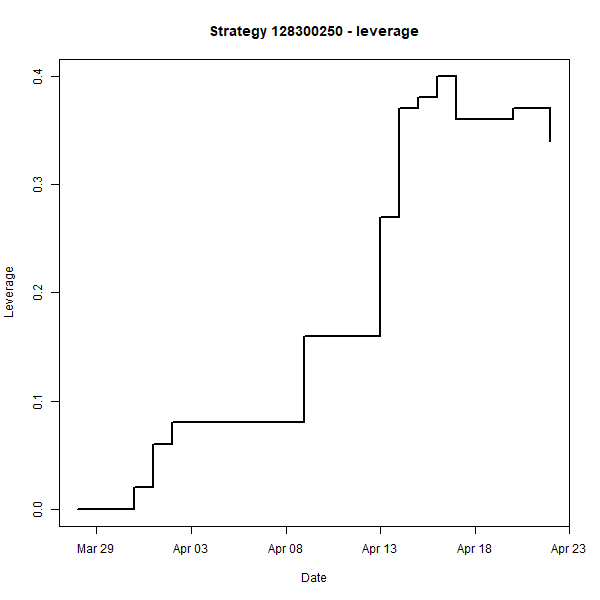 Strategy 128300250 - leverage
Leverage
0.4
0.3
0.2
0.1
0.0
Mar 29 Apr 03 Apr 08 Apr 13 Apr 18 Apr 23
Date